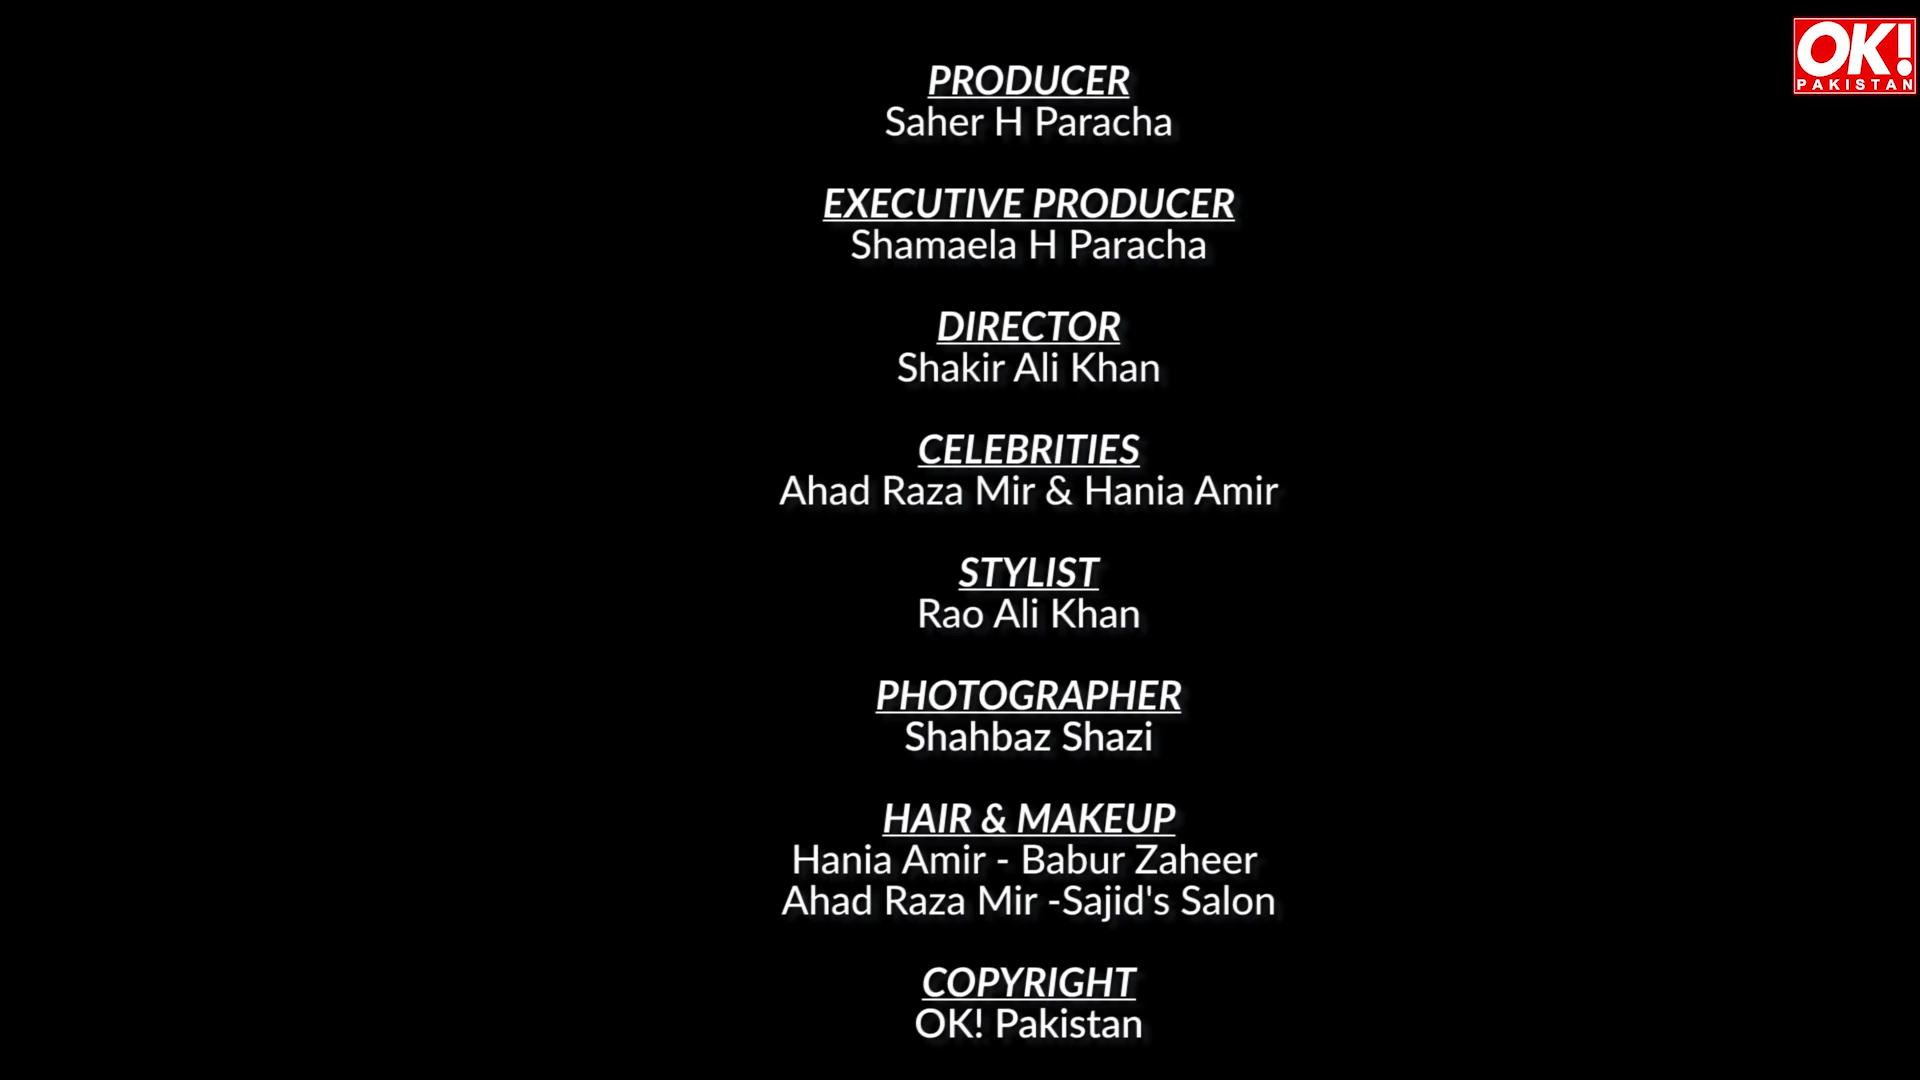 OK!
PAKISTAN
PRODUCER
Saher H Paracha
EXECUTIVE PRODUCER
Shamaela H Paracha
DIRECTOR
Shakir Ali Khan
CELEBRITIES
Ahad Raza Mir & Hania Amir
STYLIST
Rao Ali Khan
PHOTOGRAPHER
Shahbaz Shazi
HAIR & MAKEUP
Hania Amir - Babur Zaheer
Ahad Raza Mir -Sajid's Salon
COPYRIGHT
OK! Pakistan